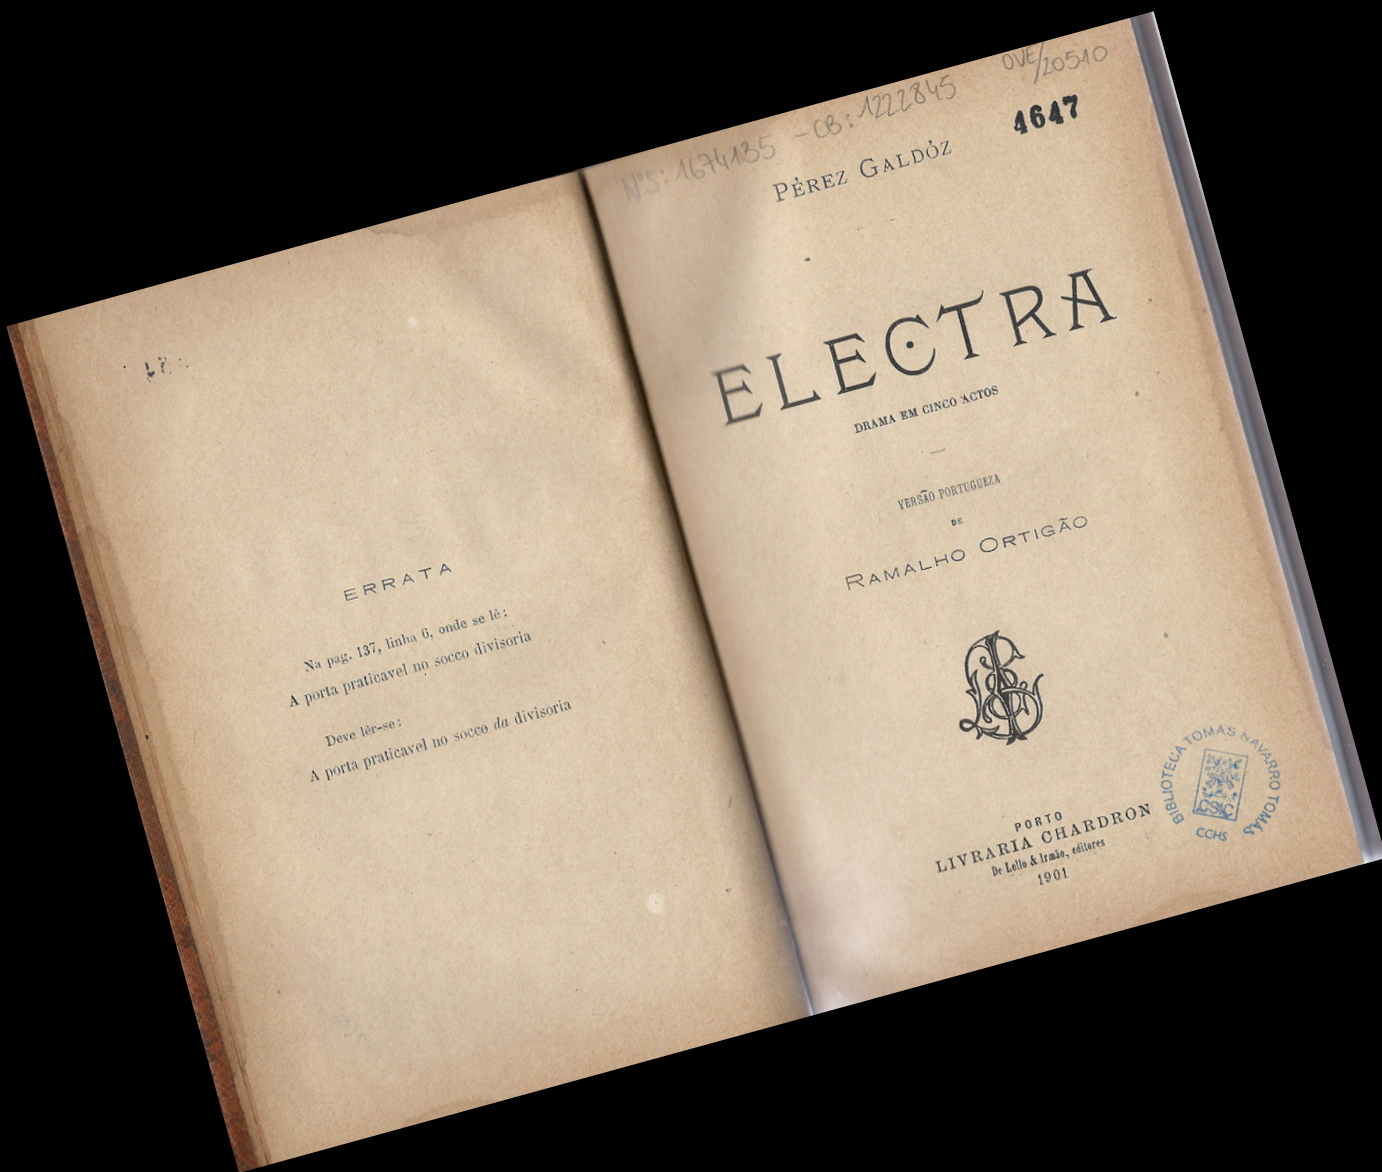 ERRATA
Na pag. 137, linha 6, onde se lê:
A porta praticavel no socco divisoria
Deve lêr-se:
A porta praticavel no socco da divisoria
NºS: 1674135 - CB: 1222845
OVE/20510
4647
PÉREZ GALDÓZ
ELECTRA
DRAMA EM CINCO ACTOS
VERSÃO PORTUGUEZA
DE
RAMALHO ORTIGÃO
BIBLIOTECA TOMÁS NAVARRO TOMÁS
CCHS
PORTO
LIVRARIA CHARDRON
De Lello & Irmão, editores
1901